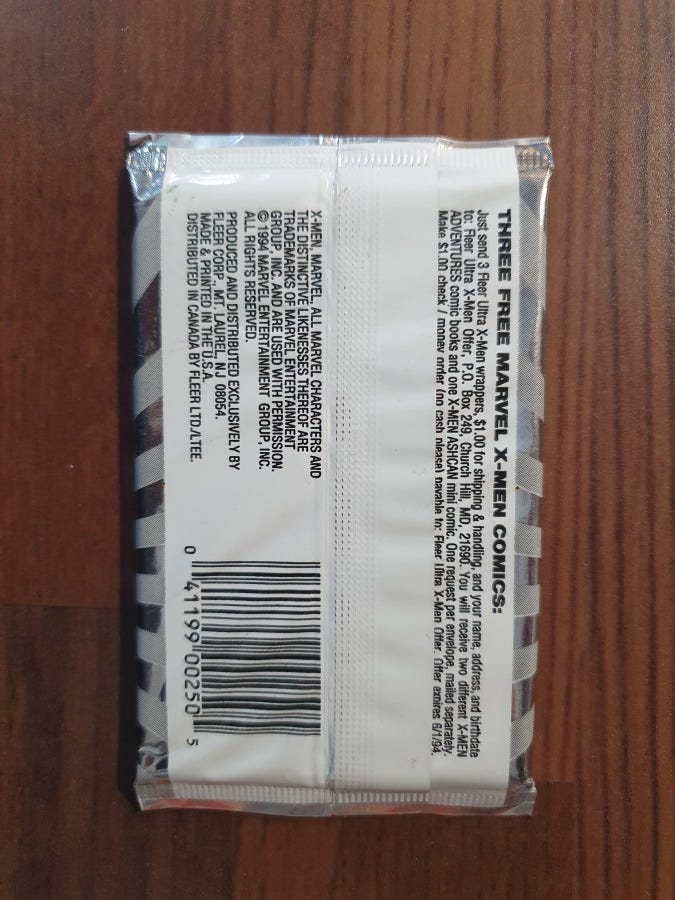 THREE FREE MARVEL X-MEN COMICS:
Just send 3 Fleer Ultra X-Men wrappers, $1.00 for shipping & handling, and your name, address, and birthdate
to: Fleer Ultra X-Men Offer, P.O. Box 249, Church Hill, MD, 21690. You will receive two different X-MEN
ADVENTURES comic books and one X-MEN ASHCAN mini comic. One request per envelope, mailed separately.
Make $1.00 check / money order (no cash please) payable to: Fleer Ultra X-Men Offer. Offer expires 6/1/94.
X-MEN, MARVEL, ALL MARVEL CHARACTERS AND
THE DISTINCTIVE LIKENESSES THEREOF ARE
TRADEMARKS OF MARVEL ENTERTAINMENT
GROUP, INC. AND ARE USED WITH PERMISSION.
© 1994 MARVEL ENTERTAINMENT GROUP, INC.
ALL RIGHTS RESERVED.
PRODUCED AND DISTRIBUTED EXCLUSIVELY BY
FLEER CORP., MT. LAUREL, NJ 08054.
MADE & PRINTED IN THE U.S.A.
DISTRIBUTED IN CANADA BY FLEER LTD./LTEE.
0 41199 00250 5